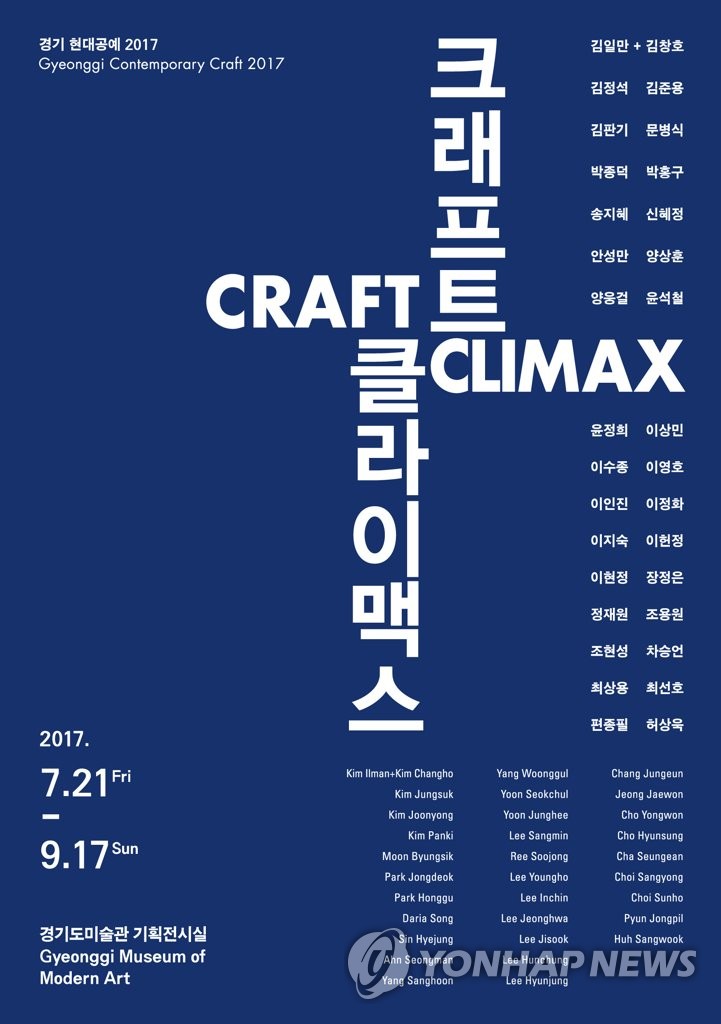 경기 현대공예 2017
Gyeonggi Contemporary Craft 2017
크래프트
CRAFT
CLIMAX
클라이맥스
김일만 + 김창호
김정석 김준용
김판기 문병식
박종덕 박홍구
송지혜 신혜정
안성만 양상훈
양웅걸 윤석철
윤정희 이상민
이수종 이영호
이인진 이정화
이지숙 이헌정
이현정 장정은
정재원 조용원
조현성 차승언
최상용 최선호
편종필 허상욱
2017.
7.21 Fri
–
9.17 Sun
경기도미술관 기획전시실
Gyeonggi Museum of
Modern Art
Kim Ilman+Kim Changho
Kim Jungsuk
Kim Joonyong
Kim Panki
Moon Byungsik
Park Jongdeok
Park Honggu
Daria Song
Sin Hyejung
Ahn Seongman
Yang Sanghoon
Yang Woonggul
Yoon Seokchul
Yoon Junghee
Lee Sangmin
Ree Soojong
Lee Youngho
Lee Inchin
Lee Jeonghwa
Lee Jisook
Lee Hunchung
Lee Hyunjung
Chang Jungeun
Jeong Jaewon
Cho Yongwon
Cho Hyunsung
Cha Seungean
Choi Sangyong
Choi Sunho
Pyun Jongpil
Huh Sangwook
YONHAP NEWS